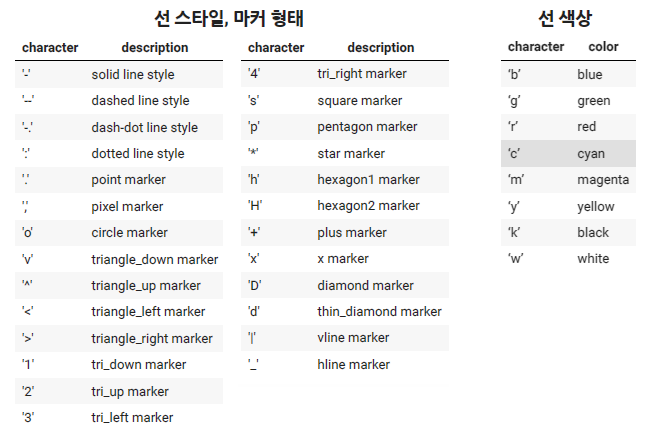 선 스타일, 마커 형태
character description
'-' solid line style
'--' dashed line style
'-.' dash-dot line style
':' dotted line style
'.' point marker
',' pixel marker
'o' circle marker
'v' triangle_down marker
'^' triangle_up marker
'<' triangle_left marker
'>' triangle_right marker
'1' tri_down marker
'2' tri_up marker
'3' tri_left marker
character description
'4' tri_right marker
's' square marker
'p' pentagon marker
'*' star marker
'h' hexagon1 marker
'H' hexagon2 marker
'+' plus marker
'x' x marker
'D' diamond marker
'd' thin_diamond marker
'|' vline marker
'_' hline marker
선 색상
character color
‘b’ blue
‘g’ green
‘r’ red
‘c’ cyan
‘m’ magenta
‘y’ yellow
‘k’ black
‘w’ white